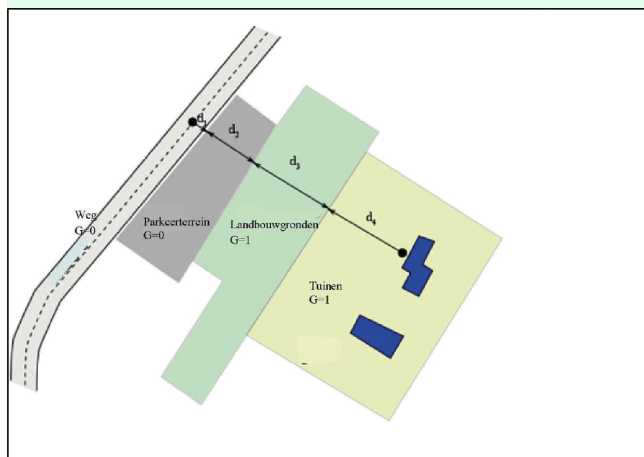 d1
d2
d3
Weg
G=0
Parkeerterrein
G=0
Landbouwgronden
G=1
d4
Tuinen
G=1